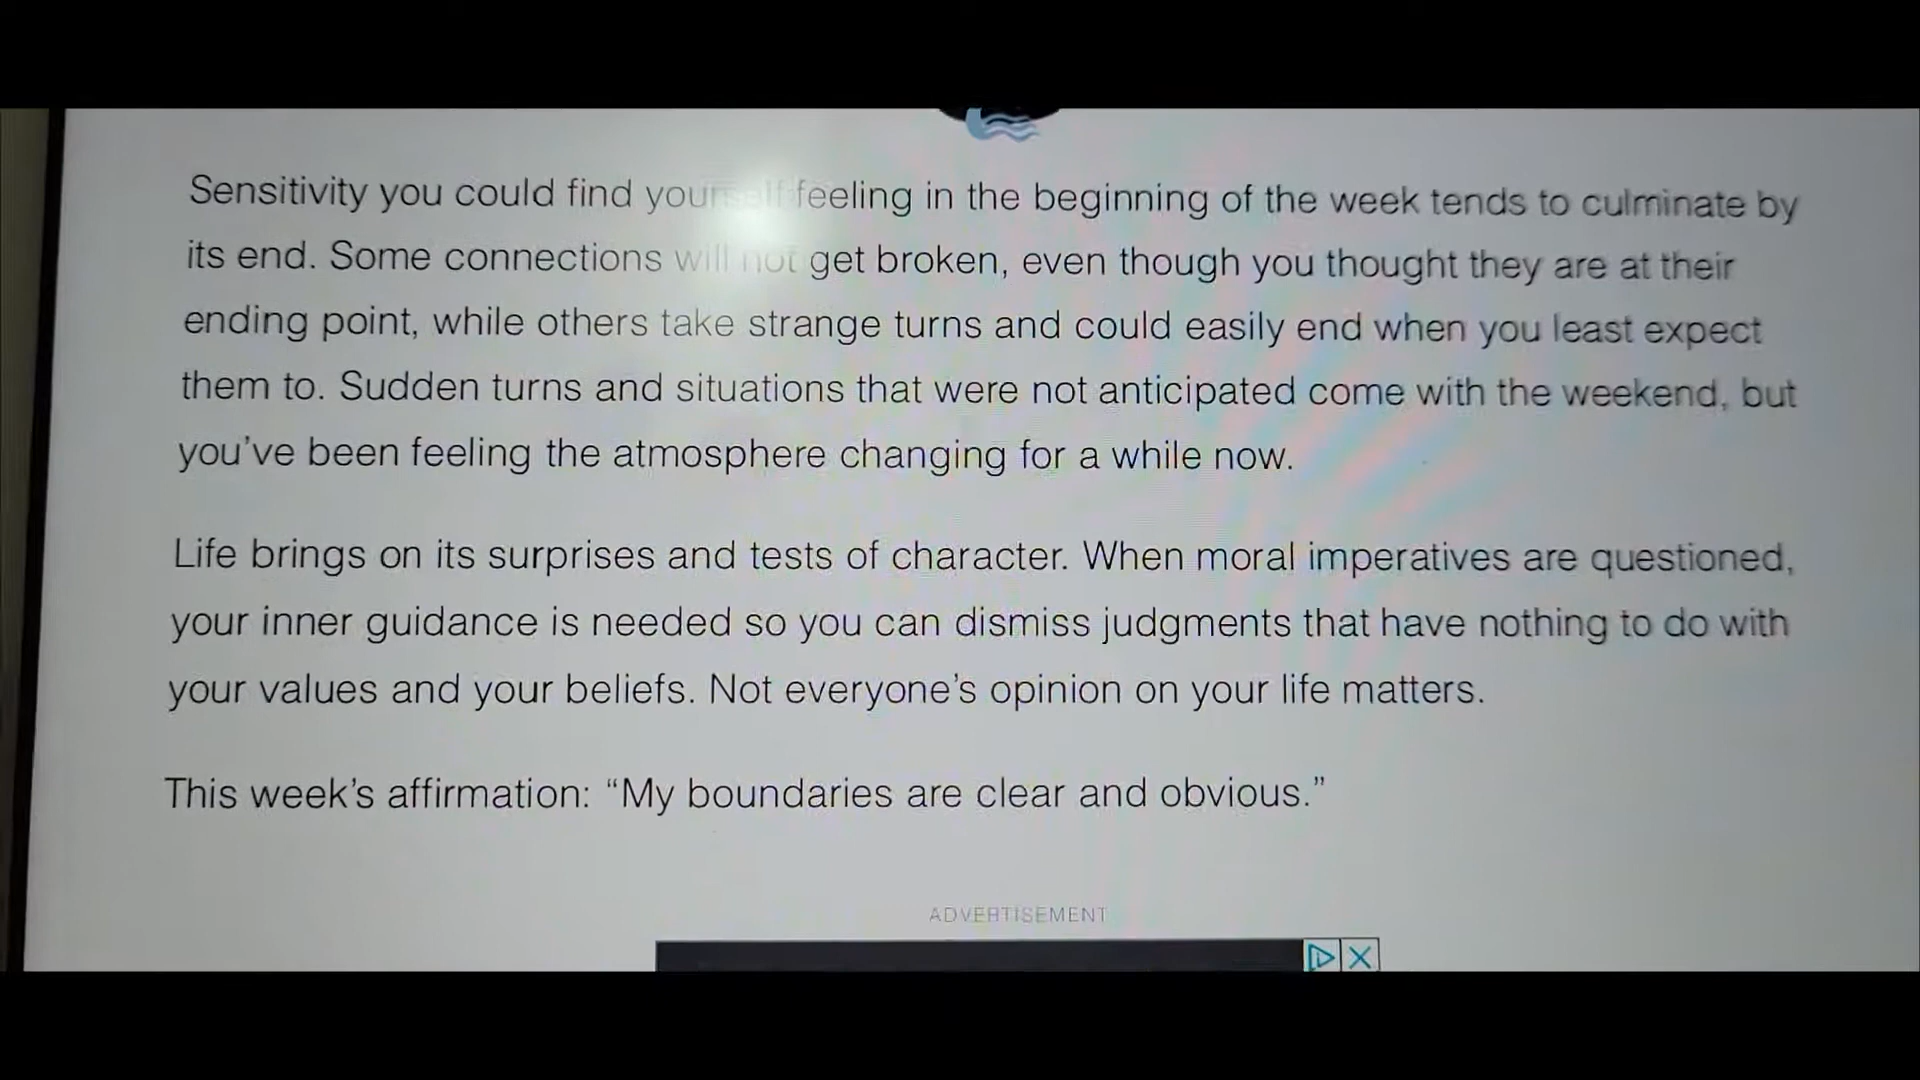 Sensitivity you could find yourself feeling in the beginning of the week tends to culminate by
its end. Some connections will not get broken, even though you thought they are at their
ending point, while others take strange turns and could easily end when you least expect
them to. Sudden turns and situations that were not anticipated come with the weekend, but
you’ve been feeling the atmosphere changing for a while now.
Life brings on its surprises and tests of character. When moral imperatives are questioned,
your inner guidance is needed so you can dismiss judgments that have nothing to do with
your values and your beliefs. Not everyone’s opinion on your life matters.
This week’s affirmation: “My boundaries are clear and obvious.”
ADVERTISEMENT